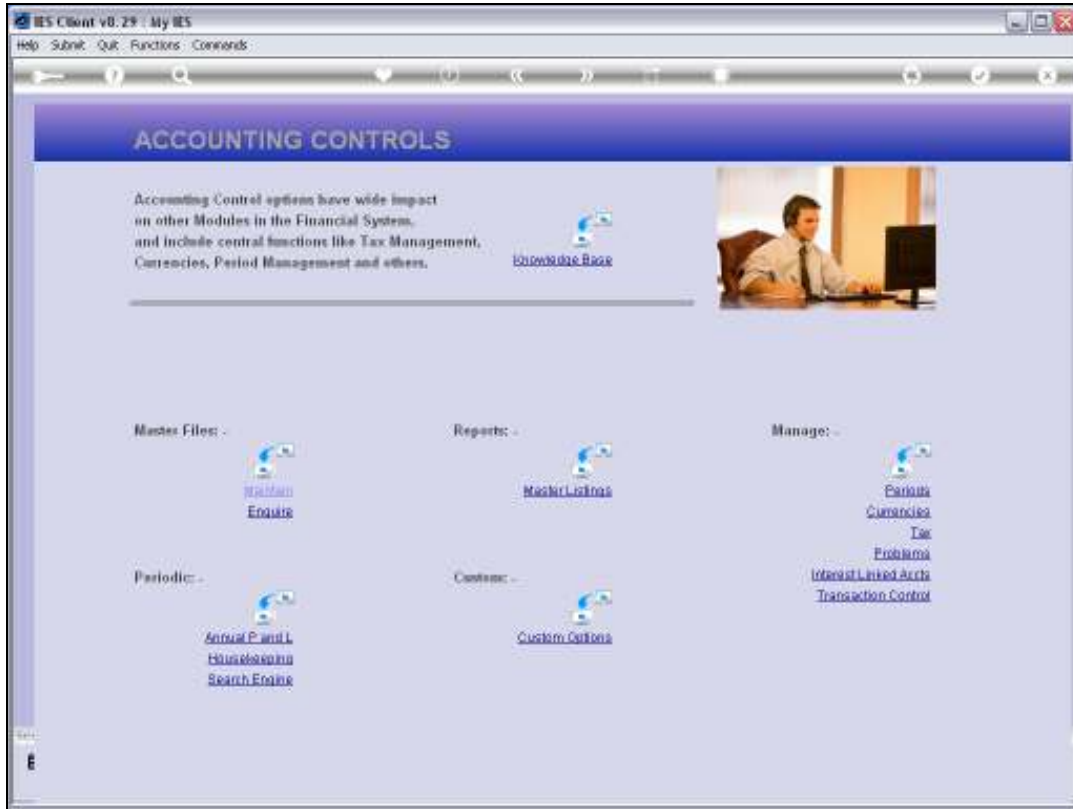 IES Client v8.29 : My IES
Help Submit Quit Functions Commands
ACCOUNTING CONTROLS
Accounting Control options have wide impact
on other Modules in the Financial System,
and include central functions like Tax Management,
Currencies, Period Management and others.
Knowledge Base
Master Files: -
Maintain
Enquire
Reports: -
Master Listings
Manage: -
Periods
Currencies
Tax
Problems
Interest Linked Accts
Transaction Control
Periodic: -
Annual P and L
Housekeeping
Search Engine
Custom: -
Custom Options